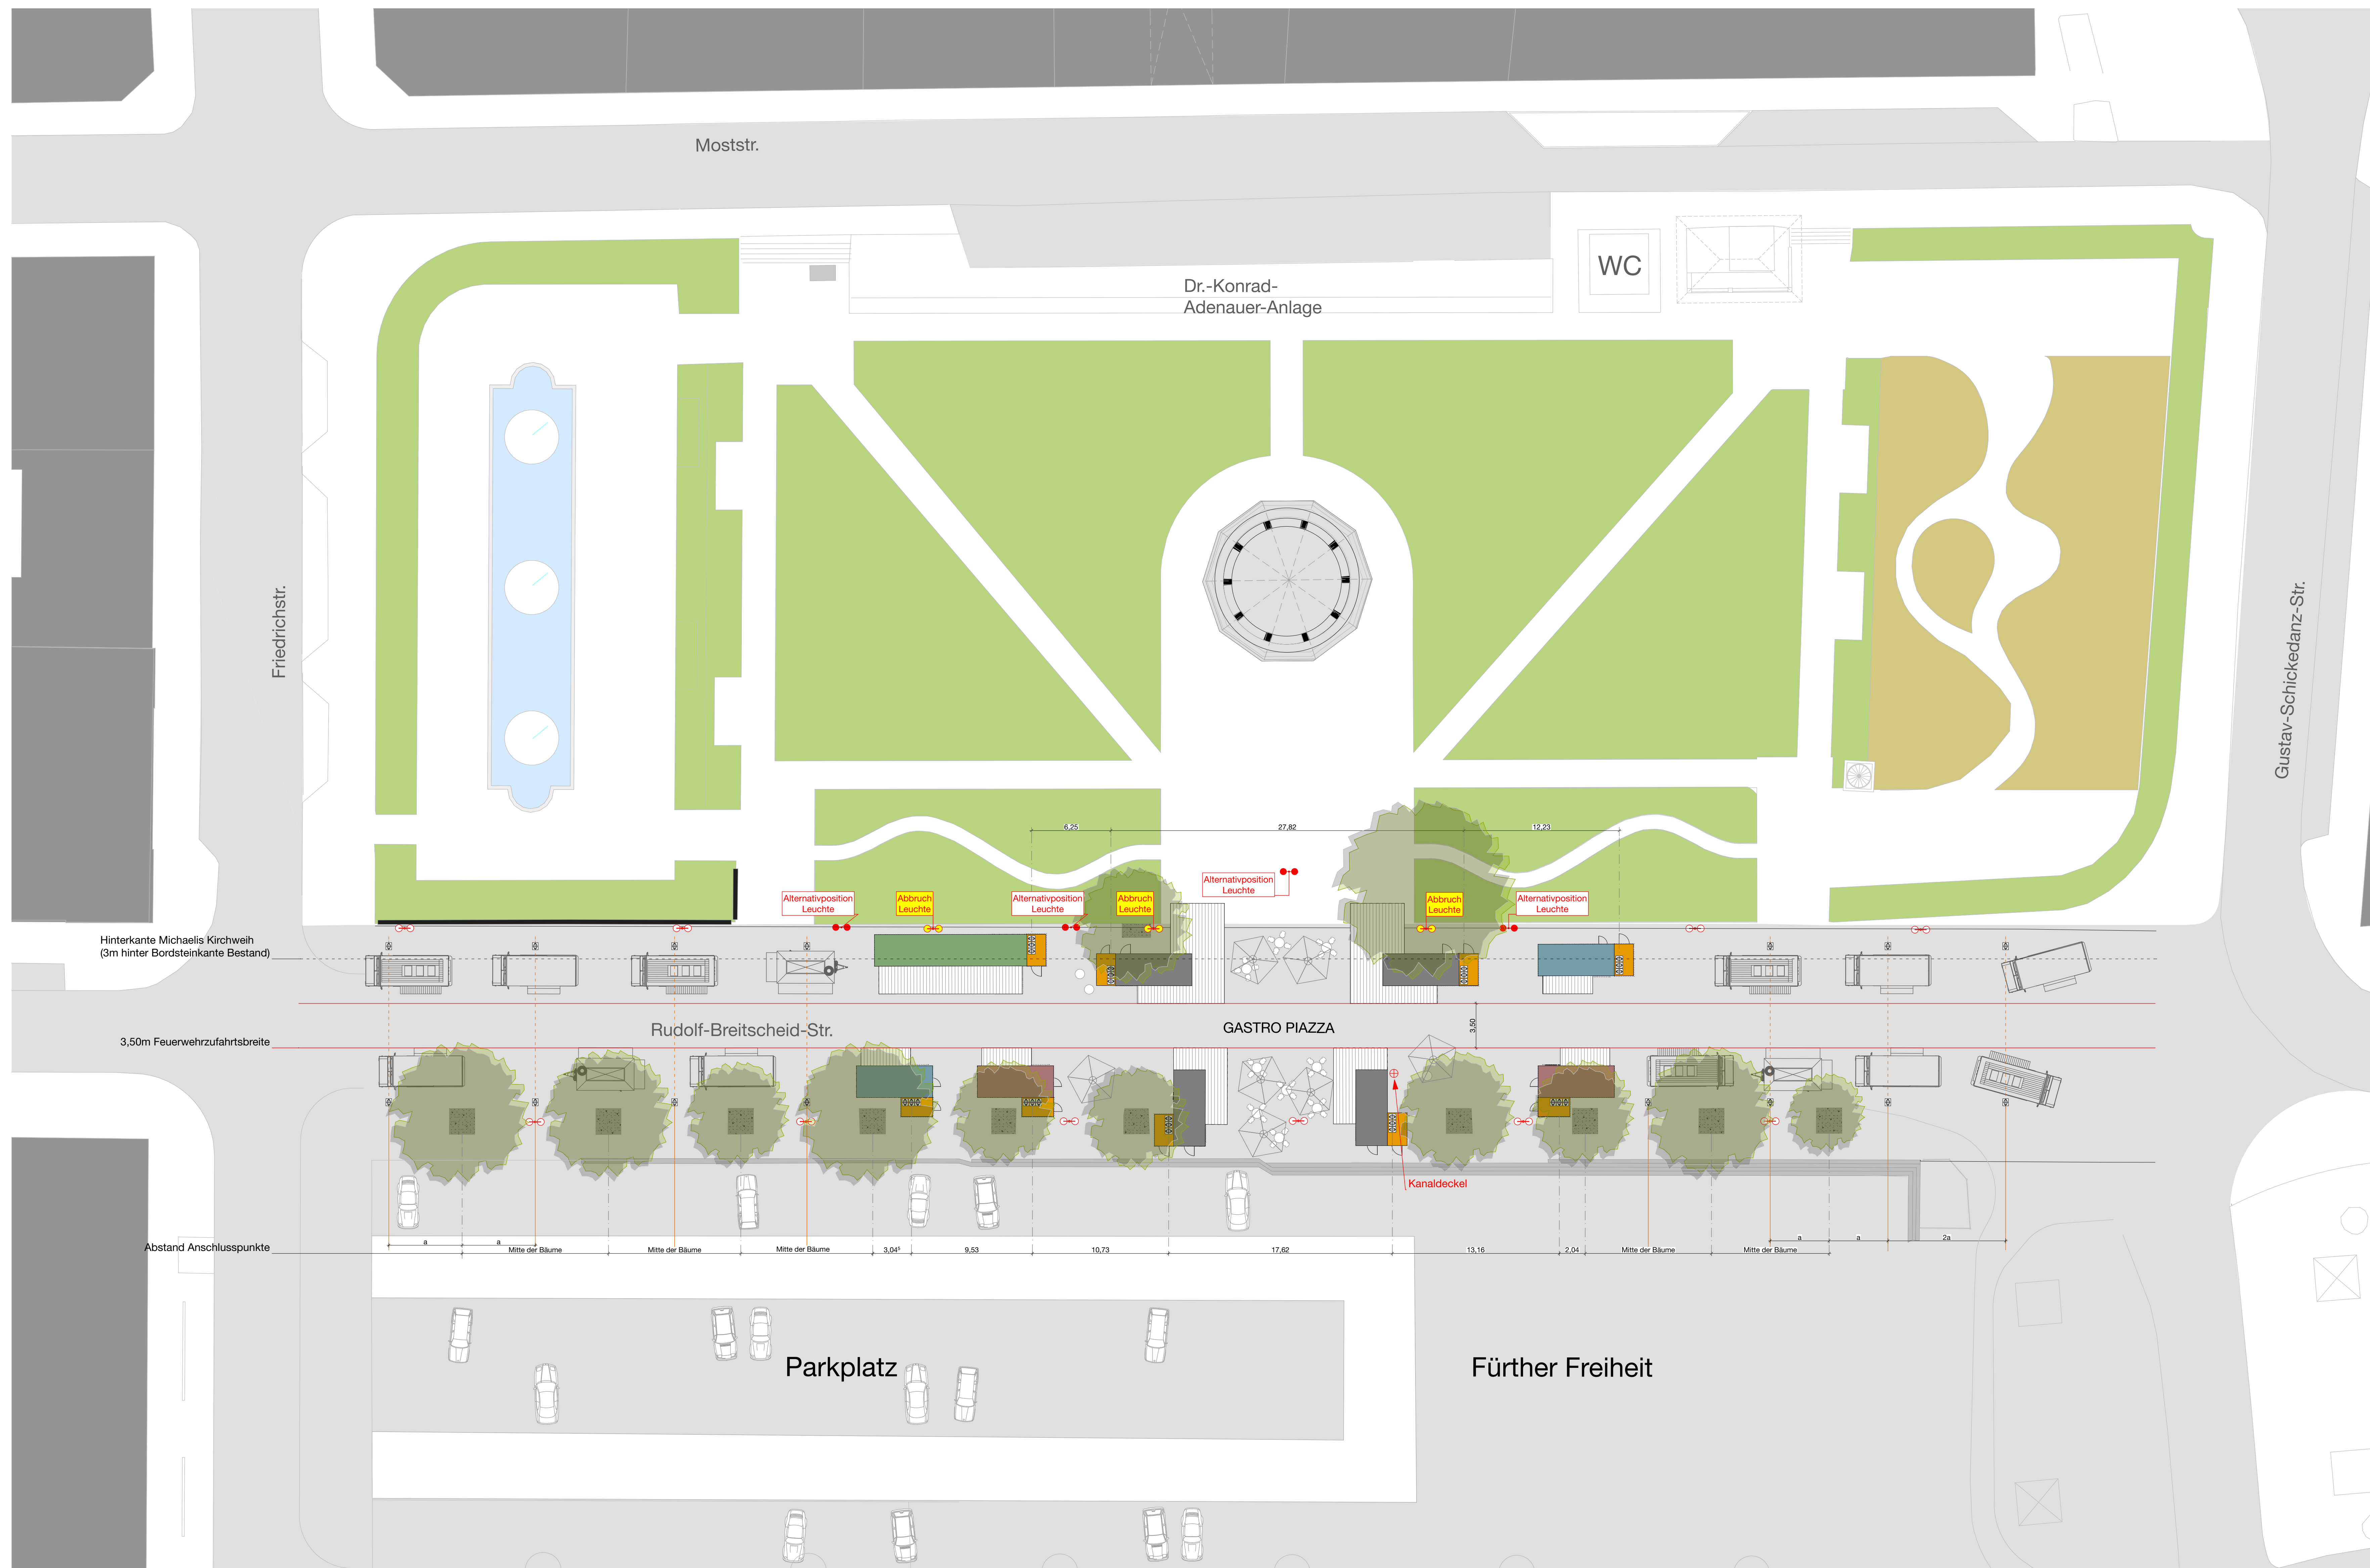 Moststr.
WC
Dr.-Konrad-
Adenauer-Anlage
Friedrichstr.
Gustav-Schickedanz-Str.
6,25
27,82
12,23
Alternativposition
Leuchte
Alternativposition
Leuchte
Abbruch
Leuchte
Alternativposition
Leuchte
Abbruch
Leuchte
Abbruch
Leuchte
Alternativposition
Leuchte
Hinterkante Michaelis Kirchweih
(3m hinter Bordsteinkante Bestand)
Rudolf-Breitscheid-Str.
GASTRO PIAZZA
3,50
3,50m Feuerwehrzufahrtsbreite
Kanaldeckel
Abstand Anschlusspunkte
a
a
a
a
2a
Mitte der Bäume
Mitte der Bäume
Mitte der Bäume
3,04⁵
9,53
10,73
17,62
13,16
2,04
Mitte der Bäume
Mitte der Bäume
Parkplatz
Fürther Freiheit